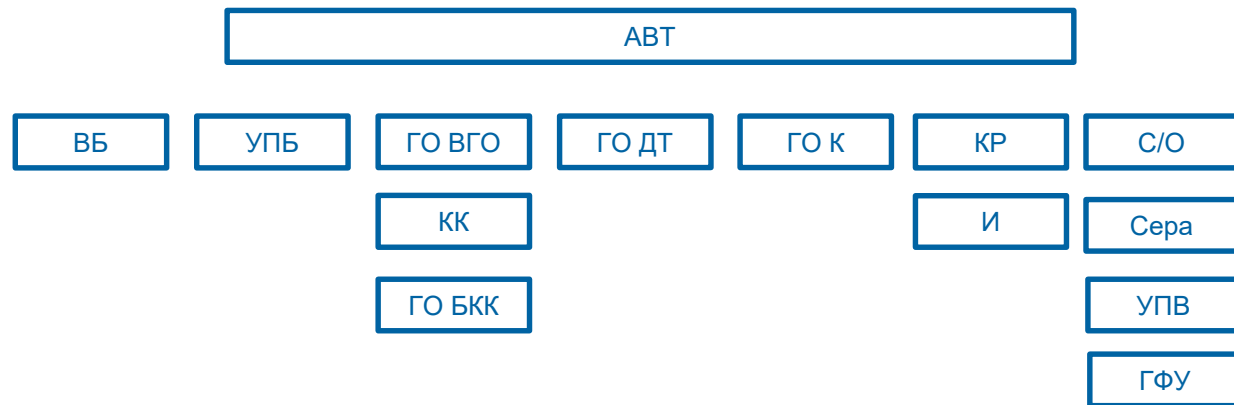 АВТ
ВБ
УПБ
ГО ВГО
ГО ДТ
ГО К
КР
С/О
КК
И
Сера
ГО БКК
УПВ
ГФУ